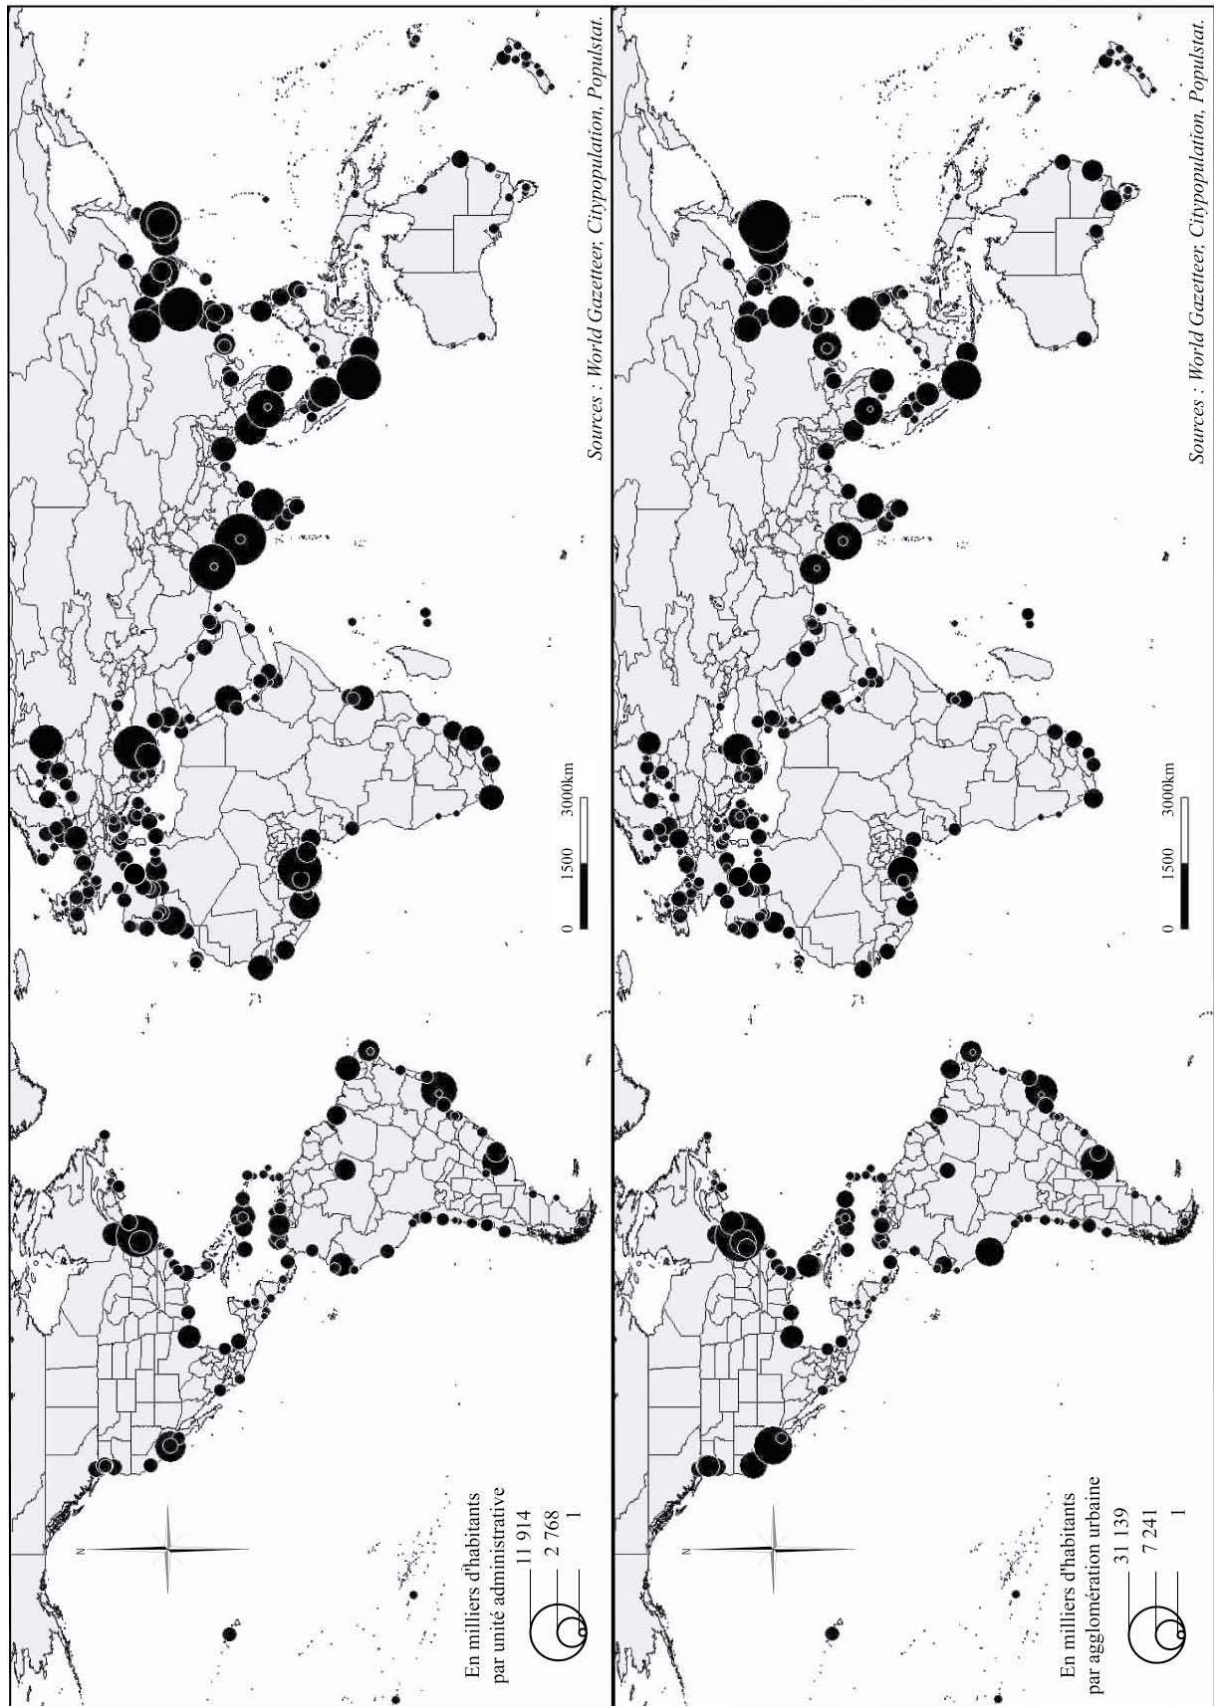 N
En milliers d'habitants
par unité administrative
11 914
2 768
1
0 1500 3000km
Sources : World Gazetteer, Citypopulation, Populstat.
N
En milliers d'habitants
par agglomération urbaine
31 139
7 241
1
0 1500 3000km
Sources : World Gazetteer, Citypopulation, Populstat.